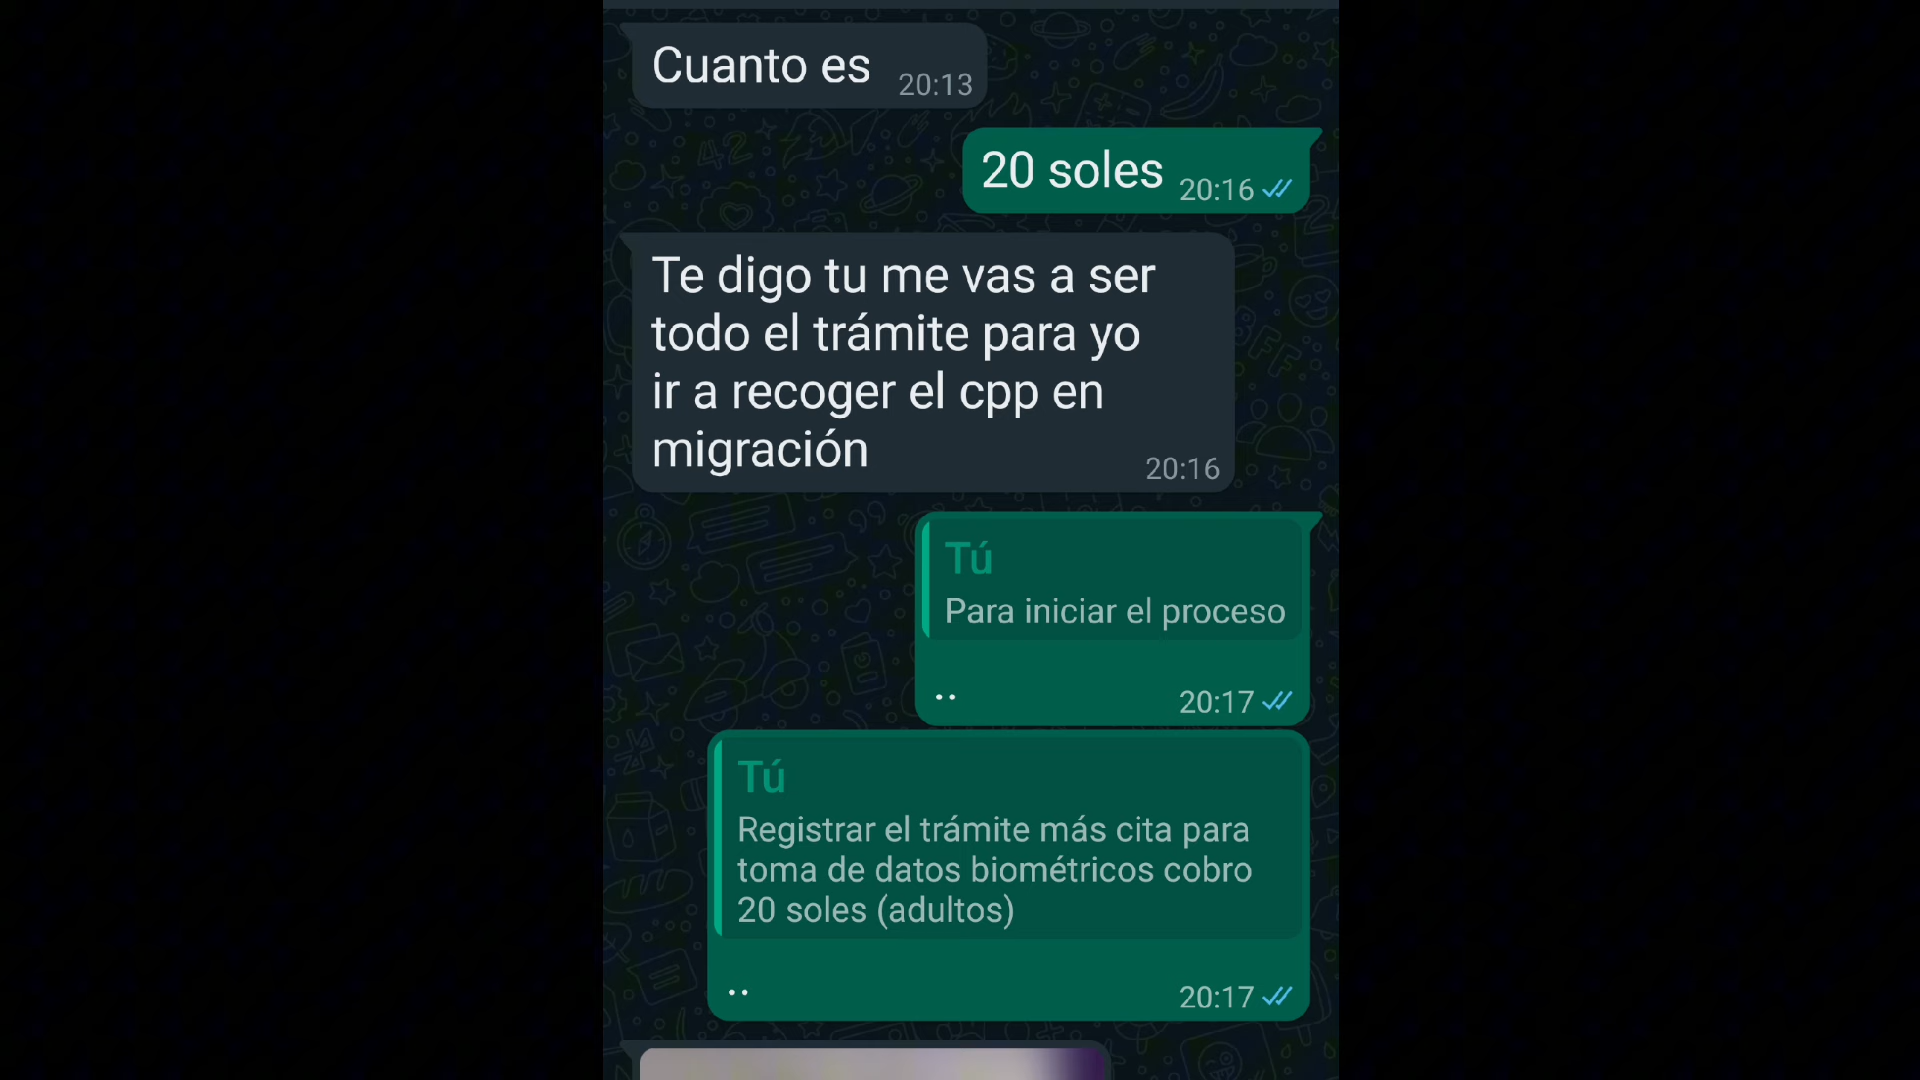 Cuanto es 20:13
20 soles 20:16
Te digo tu me vas a ser
todo el trámite para yo
ir a recoger el cpp en
migración 20:16
Tú
Para iniciar el proceso
.. 20:17
Tú
Registrar el trámite más cita para
toma de datos biométricos cobro
20 soles (adultos)
.. 20:17